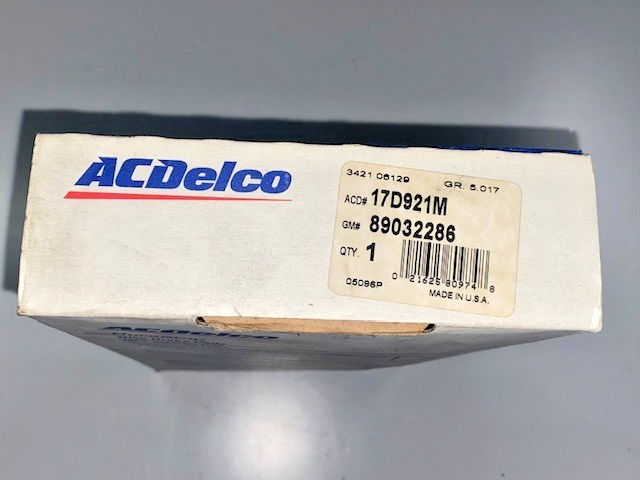 ACDelco
3421 06129 GR. 5.017
ACD# 17D921M
GM# 89032286
QTY. 1
0 21625 80974 8
05096P MADE IN U.S.A.
ACDelco